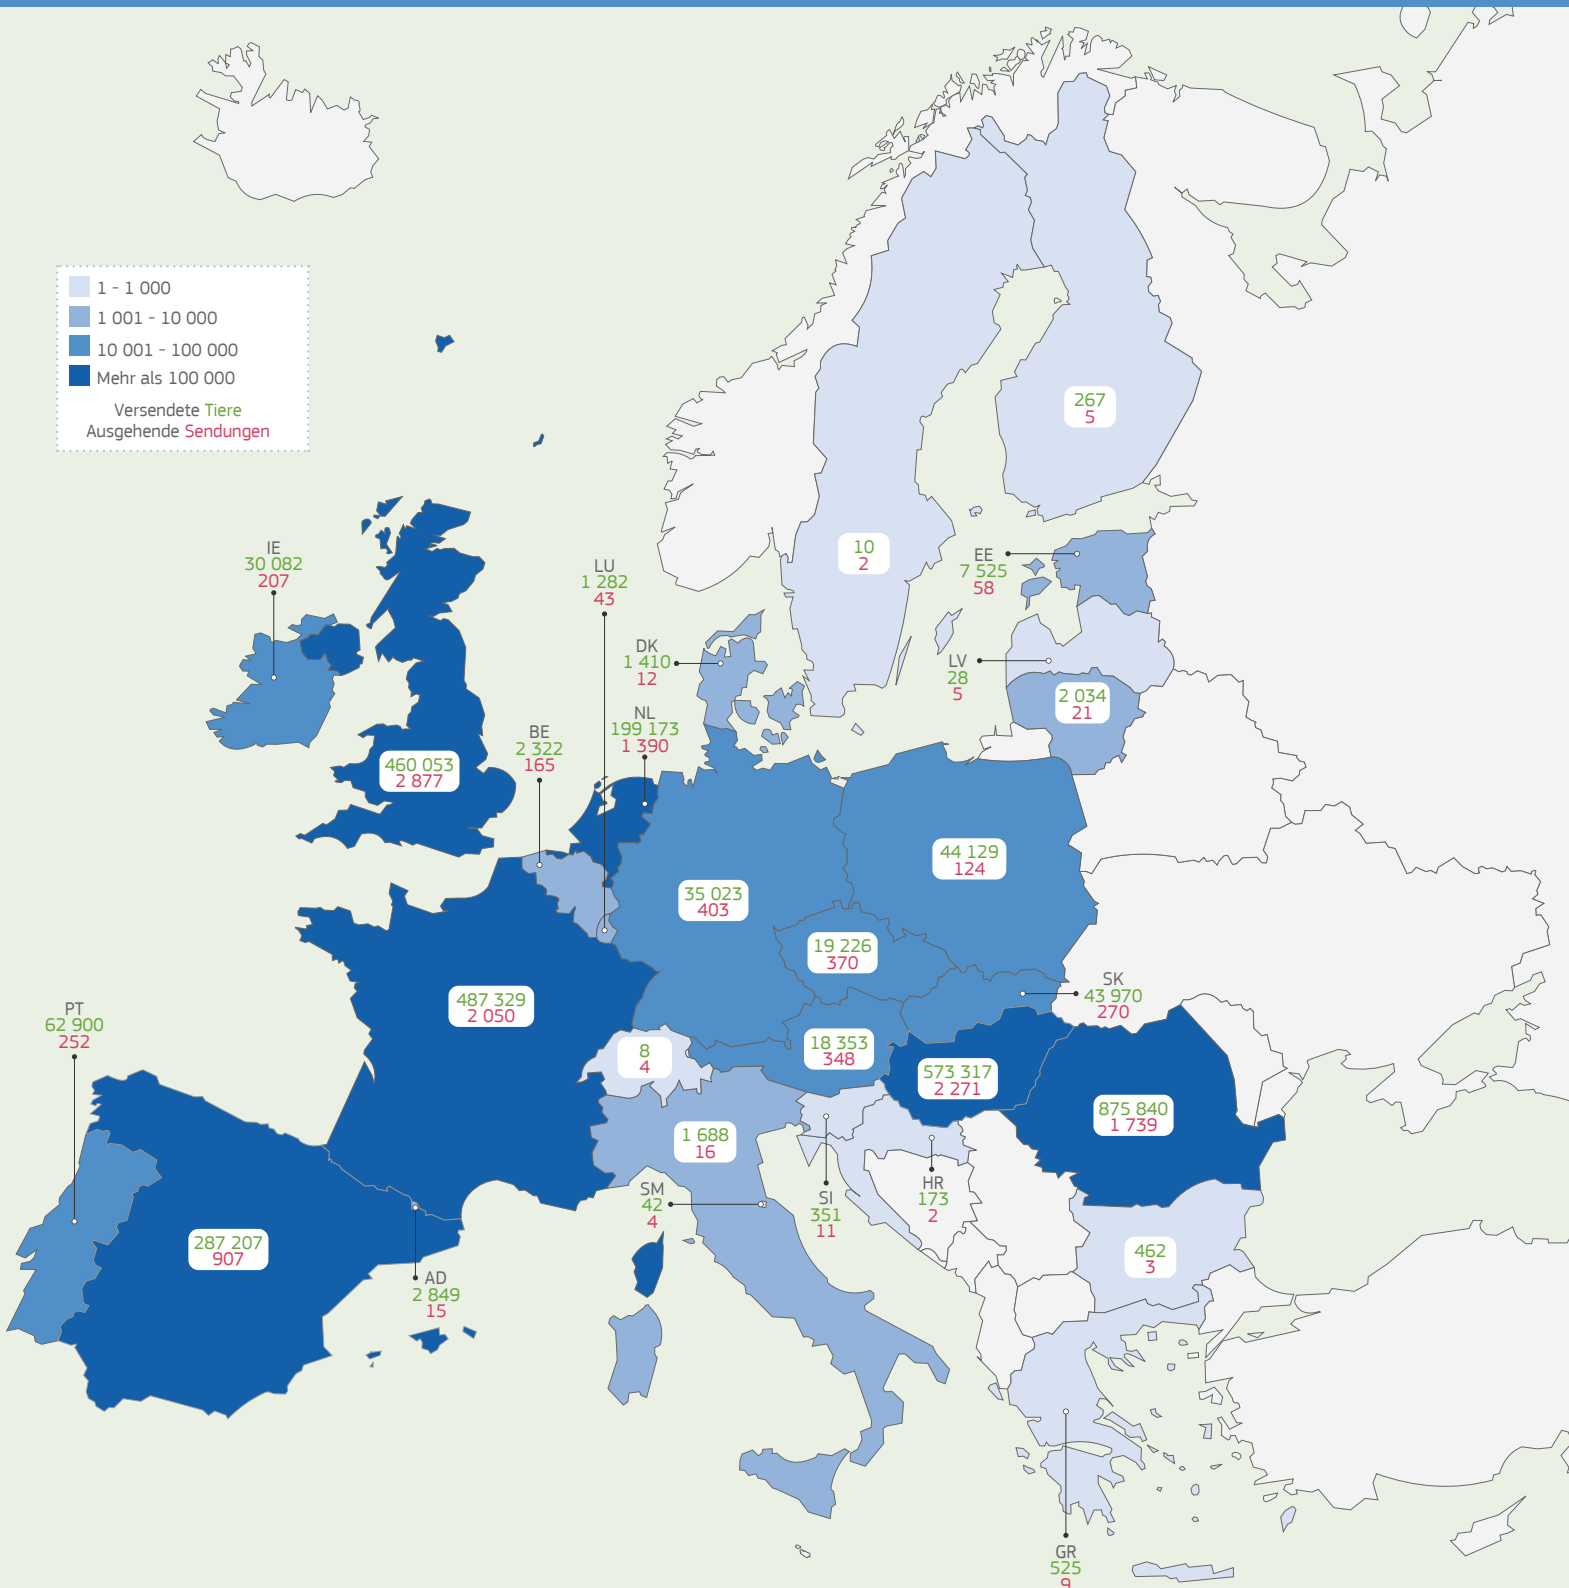 1 - 1 000
1 001 - 10 000
10 001 - 100 000
Mehr als 100 000
Versendete Tiere
Ausgehende Sendungen
267
5
10
2
IE
30 082
207
EE
7 525
58
LU
1 282
43
DK
1 410
12
LV
28
5
2 034
21
NL
199 173
1 390
BE
2 322
165
460 053
2 877
44 129
124
35 023
403
19 226
370
SK
43 970
270
487 329
2 050
PT
62 900
252
18 353
348
8
4
573 317
2 271
875 840
1 739
1 688
16
SM
42
4
SI
351
11
HR
173
2
287 207
907
462
3
AD
2 849
15
GR
525
9